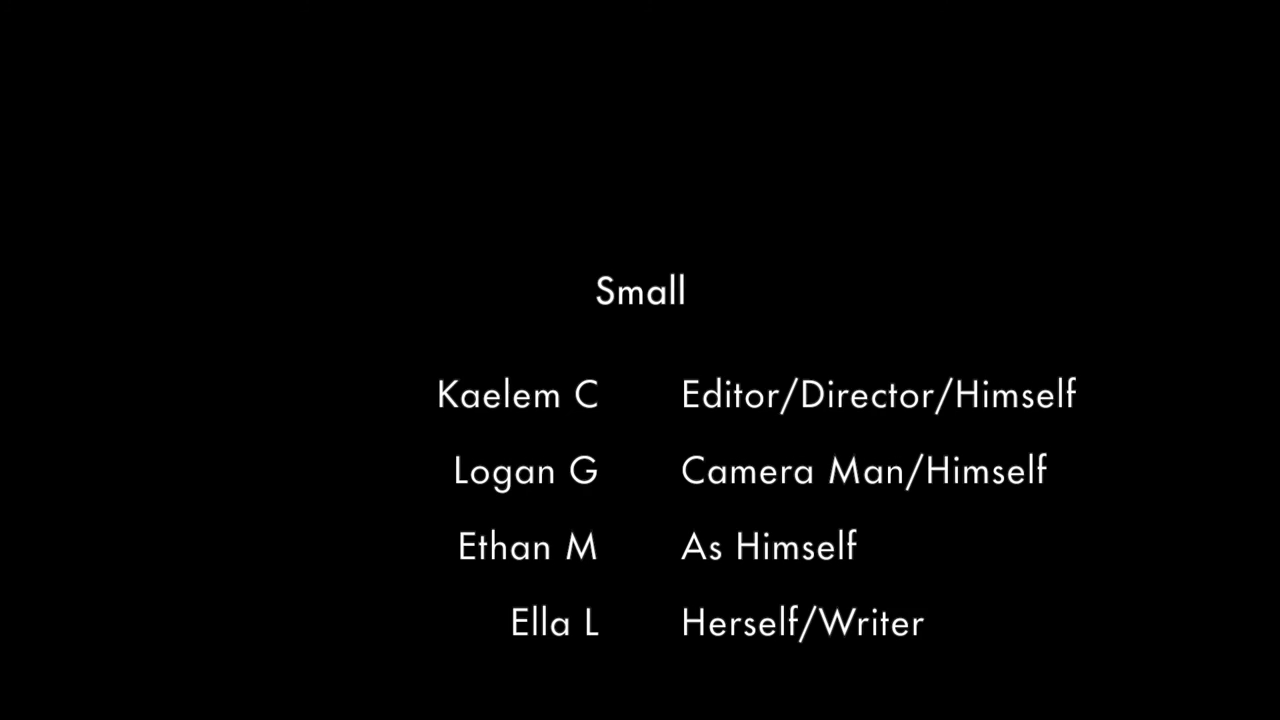 Small
Kaelem C Editor/Director/Himself
Logan G Camera Man/Himself
Ethan M As Himself
Ella L Herself/Writer